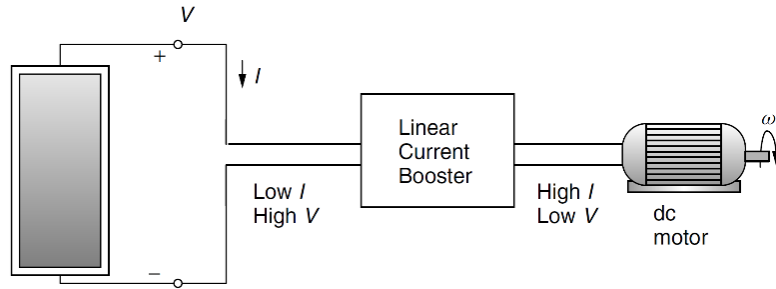 V
+
I
Linear
Current
Booster
ω
Low I
High V
High I
Low V
dc
motor
−